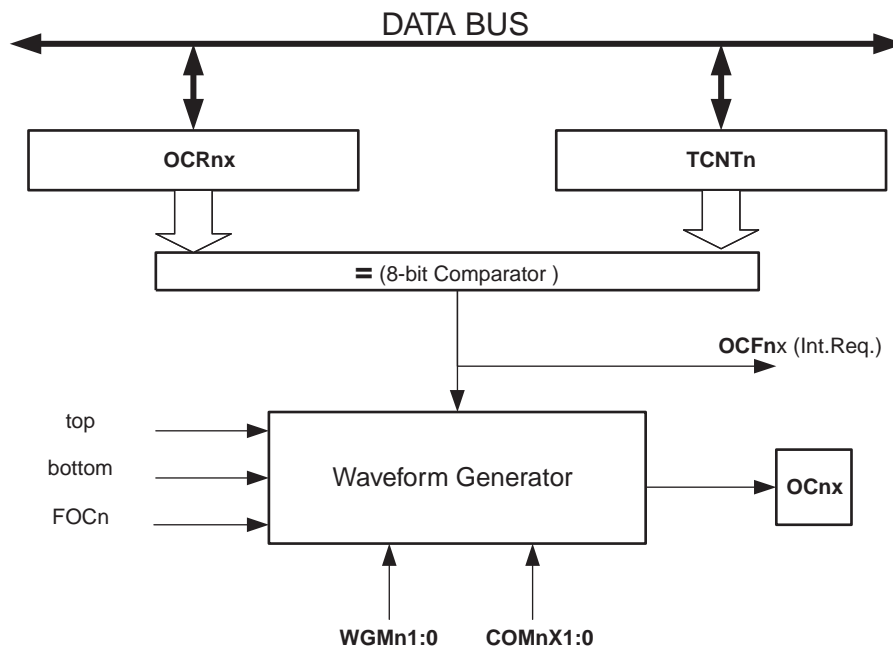 DATA BUS
OCRnx
TCNTn
= (8-bit Comparator )
OCFnx (Int.Req.)
top
bottom
FOCn
Waveform Generator
OCnx
WGMn1:0
COMnX1:0